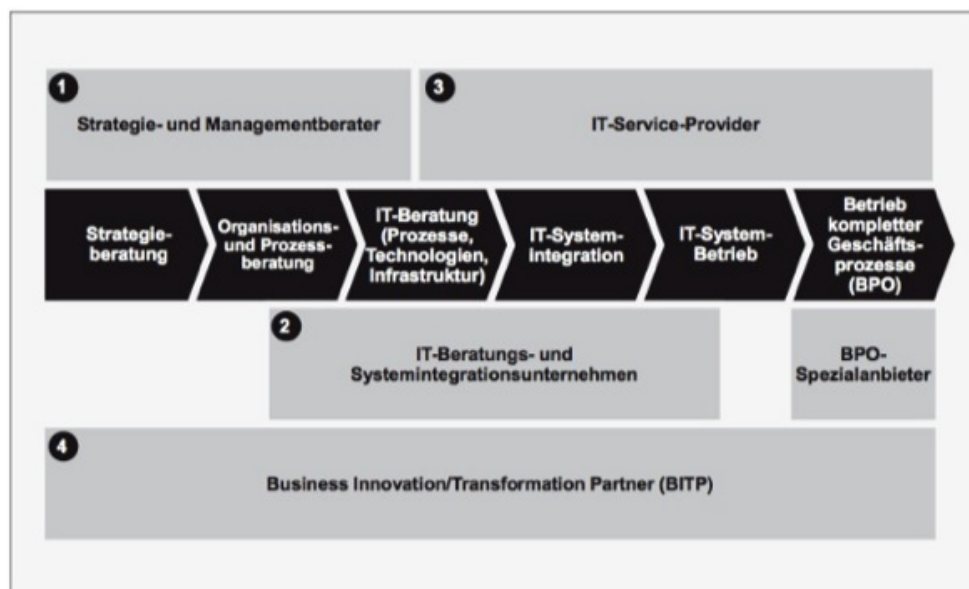 1
Strategie- und Managementberater
3
IT-Service-Provider
Strategie-
beratung
Organisations-
und Prozess-
beratung
IT-Beratung
(Prozesse,
Technologien,
Infrastruktur)
IT-System-
integration
IT-System-
Betrieb
Betrieb
kompletter
Geschäfts-
prozesse
(BPO)
2
IT-Beratungs- und
Systemintegrationsunternehmen
BPO-
Spezialanbieter
4
Business Innovation/Transformation Partner (BITP)